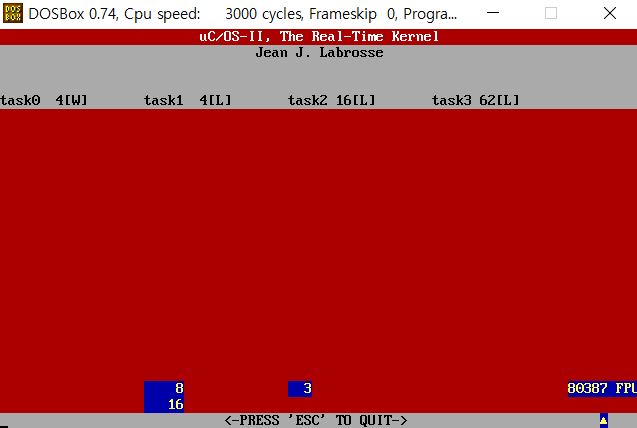 DOSBox 0.74, Cpu speed: 3000 cycles, Frameskip 0, Progra...
uC/OS-II, The Real-Time Kernel
Jean J. Labrosse
task0 4[W] task1 4[L] task2 16[L] task3 62[L]
8 3 80387 FPU
16
<-PRESS 'ESC' TO QUIT->